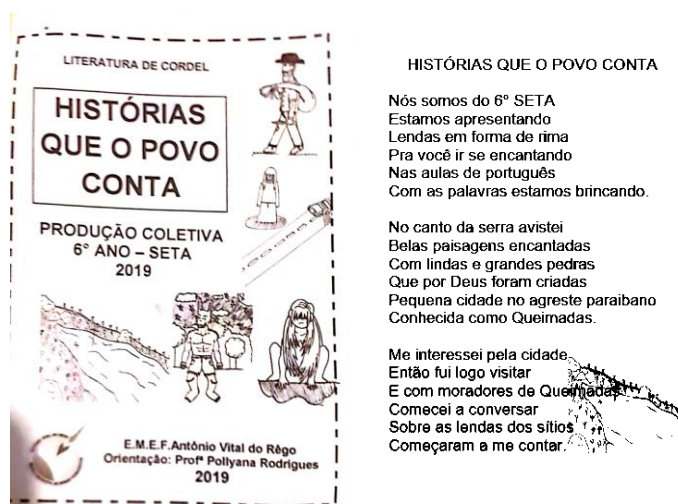 LITERATURA DE CORDEL
HISTÓRIAS
QUE O POVO
CONTA
PRODUÇÃO COLETIVA
6° ANO – SETA
2019
E.M.E.F.Antônio Vital do Rêgo
Orientação: Profª Pollyana Rodrigues
2019
HISTÓRIAS QUE O POVO CONTA
Nós somos do 6º SETA
Estamos apresentando
Lendas em forma de rima
Pra você ir se encantando
Nas aulas de português
Com as palavras estamos brincando.
No canto da serra avistei
Belas paisagens encantadas
Com lindas e grandes pedras
Que por Deus foram criadas
Pequena cidade no agreste paraibano
Conhecida como Queimadas.
Me interessei pela cidade
Então fui logo visitar
E com moradores de Queimadas
Comecei a conversar
Sobre as lendas dos sítios
Começaram a me contar.